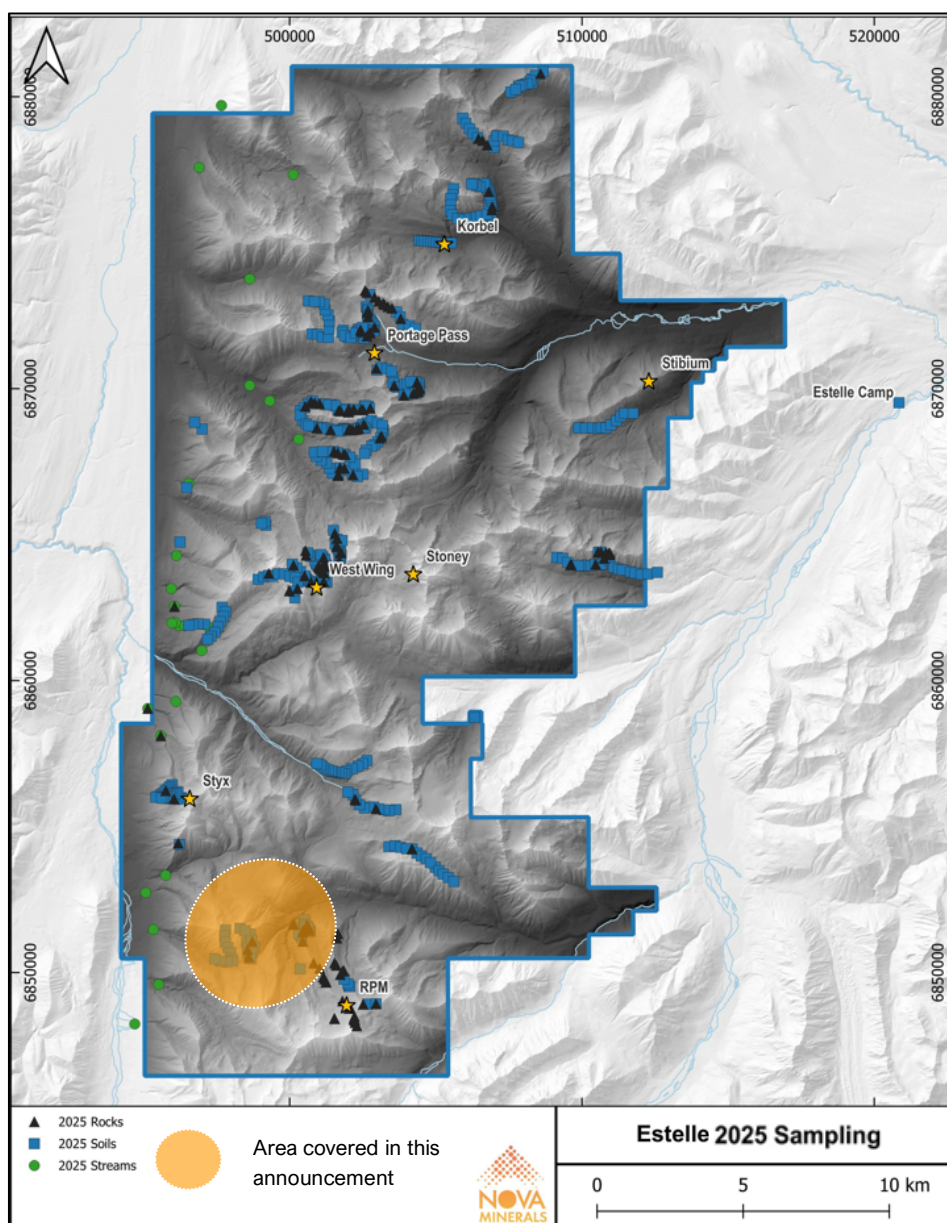 500000
510000
520000
6880000
6880000
Korbel
Portage Pass
Stibium
6870000
Estelle Camp
6870000
West Wing
Stoney
6860000
6860000
Styx
6850000
RPM
6850000
2025 Rocks
2025 Soils
2025 Streams
Area covered in this
announcement
NOVA
MINERALS
Estelle 2025 Sampling
0
5
10 km